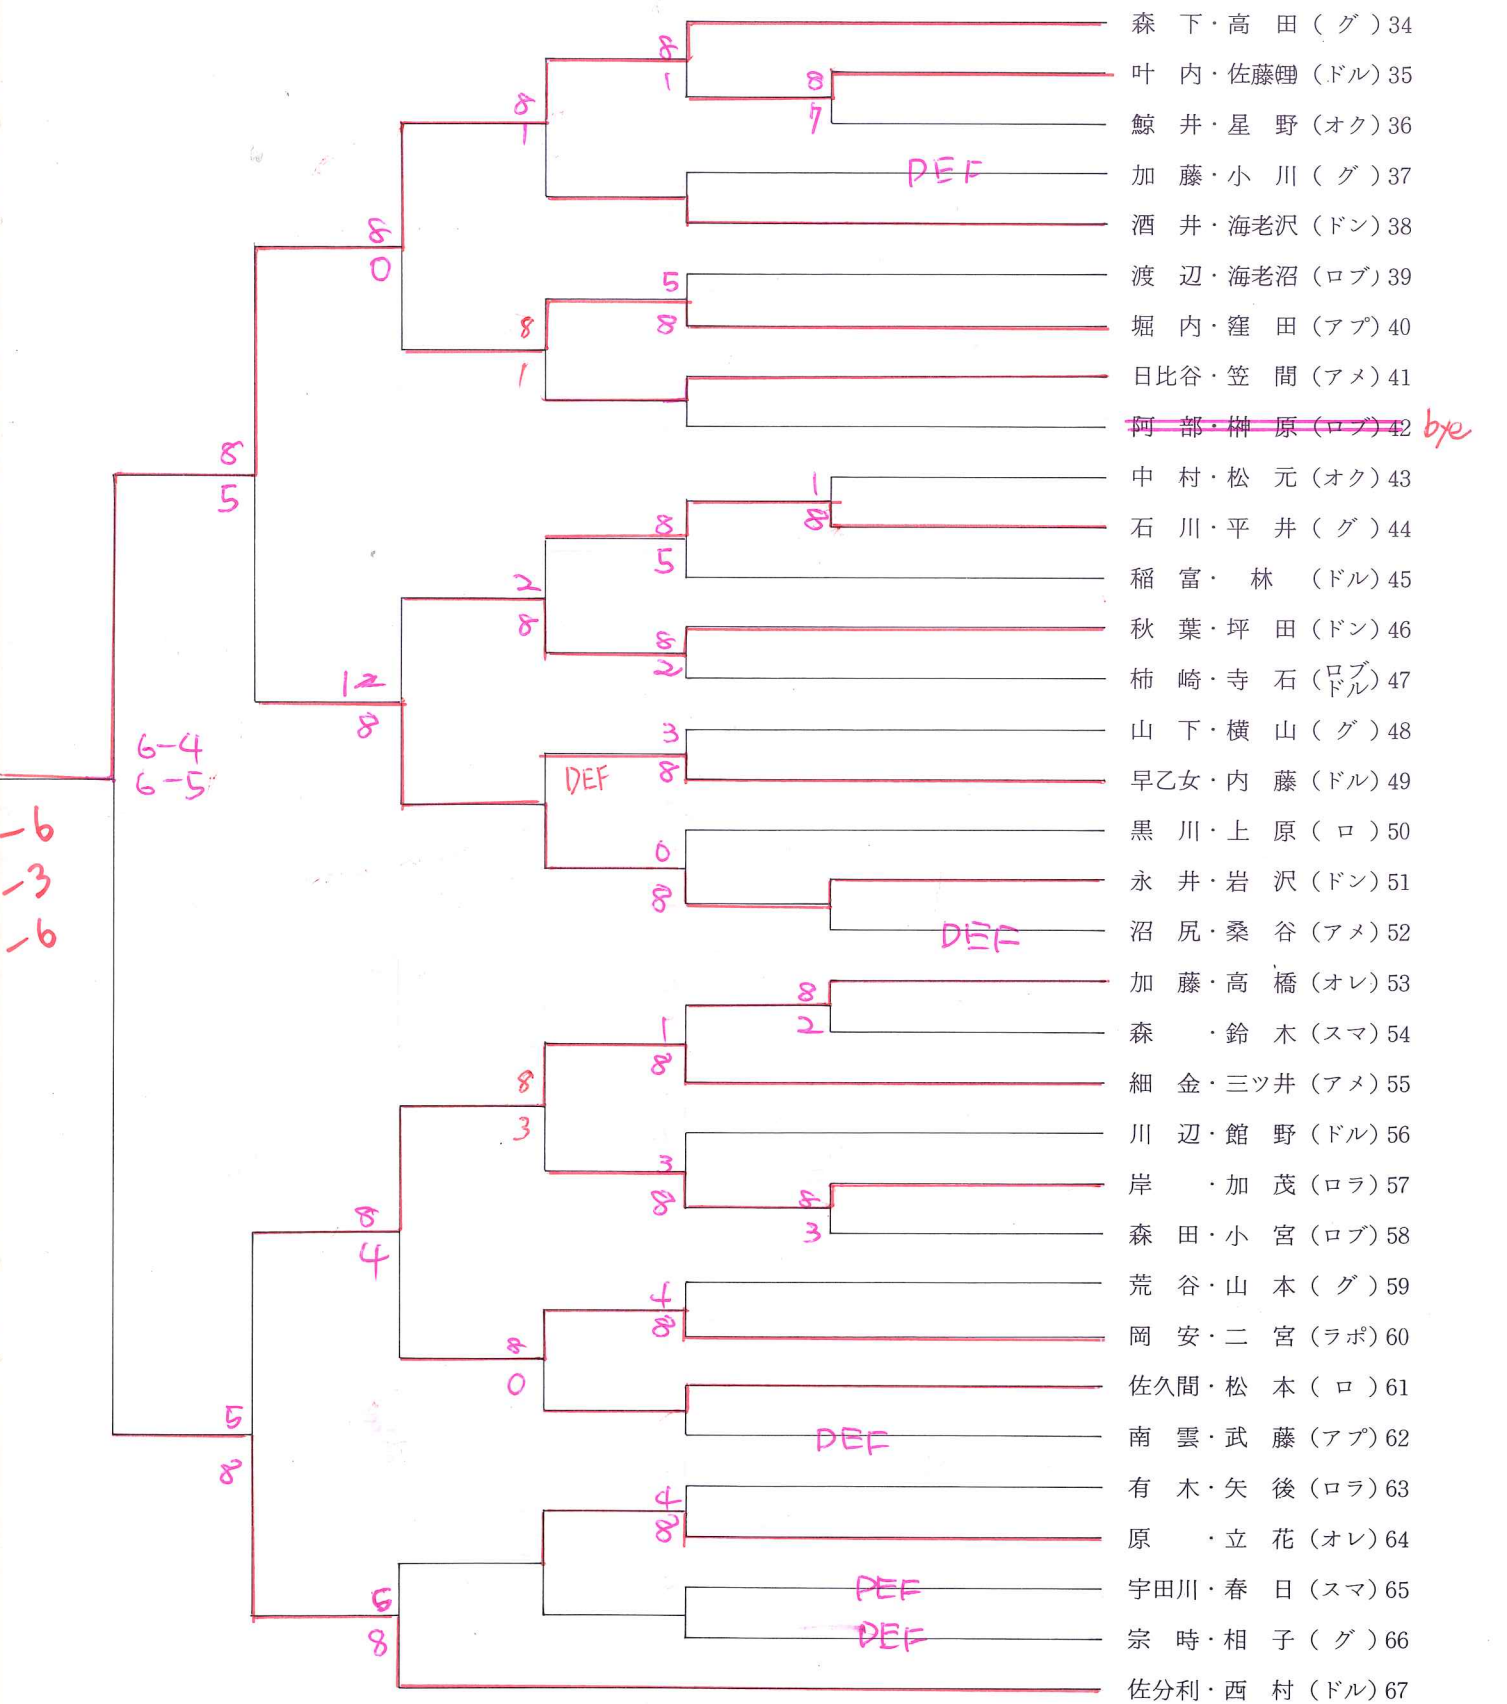 森 下・高 田 ( グ ) 34
8
1
叶 内・佐藤㊣ (ドル) 35
8
7
鯨 井・星 野 (オク) 36
8
1
加 藤・小 川 ( グ ) 37
DEF
酒 井・海老沢 (ドン) 38
8
0
渡 辺・海老沼 (ロブ) 39
5
8
堀 内・窪 田 (アプ) 40
8
1
日比谷・笠 間 (アメ) 41
阿 部・榊 原 (ロブ) 42 bye
8
5
中 村・松 元 (オク) 43
1
8
石 川・平 井 ( グ ) 44
8
5
稲 富・ 林 (ドル) 45
2
8
秋 葉・坪 田 (ドン) 46
8
2
柿 崎・寺 石 (ロブ ドル) 47
8
山 下・横 山 ( グ ) 48
3
8
6-4
6-5
DEF
早乙女・内 藤 (ドル) 49
-6
-3
-6
黒 川・上 原 ( ロ ) 50
0
8
永 井・岩 沢 (ドン) 51
沼 尻・桑 谷 (アメ) 52
DEF
加 藤・高 橋 (オレ) 53
8
2
森 ・鈴 木 (スマ) 54
1
8
細 金・三ッ井 (アメ) 55
8
3
川 辺・館 野 (ドル) 56
3
8
岸 ・加 茂 (ロラ) 57
8
3
森 田・小 宮 (ロブ) 58
8
4
荒 谷・山 本 ( グ ) 59
8
岡 安・二 宮 (ラポ) 60
8
0
佐久間・松 本 ( ロ ) 61
南 雲・武 藤 (アプ) 62
DEF
5
8
有 木・矢 後 (ロラ) 63
4
8
原 ・立 花 (オレ) 64
宇田川・春 日 (スマ) 65
DEF
宗 時・相 子 ( グ ) 66
DEF
8
佐分利・西 村 (ドル) 67